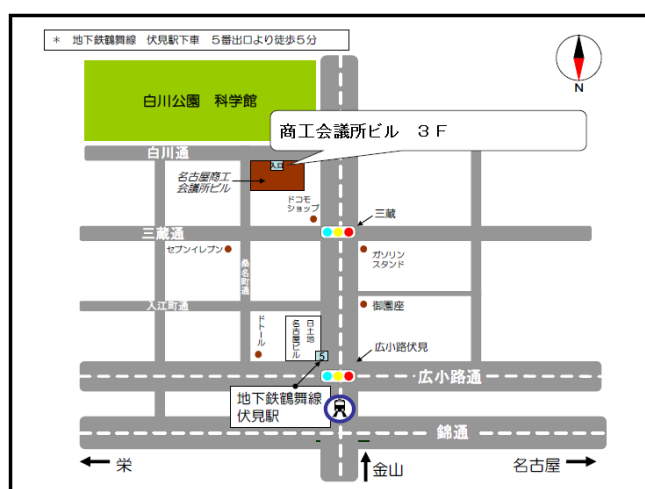 ＊ 地下鉄鶴舞線 伏見駅下車 ５番出口より徒歩５分
N
白川公園 科学館
商工会議所ビル ３Ｆ
白川通
入口
名古屋商工
会議所ビル
ドコモ
ショップ
三蔵
三蔵通
セブンイレブン
桑名町通
ガソリン
スタンド
入江町通
御園座
ドトール
日土地
名古屋ビル
5
広小路伏見
広小路通
地下鉄鶴舞線
伏見駅
錦通
栄
金山
名古屋